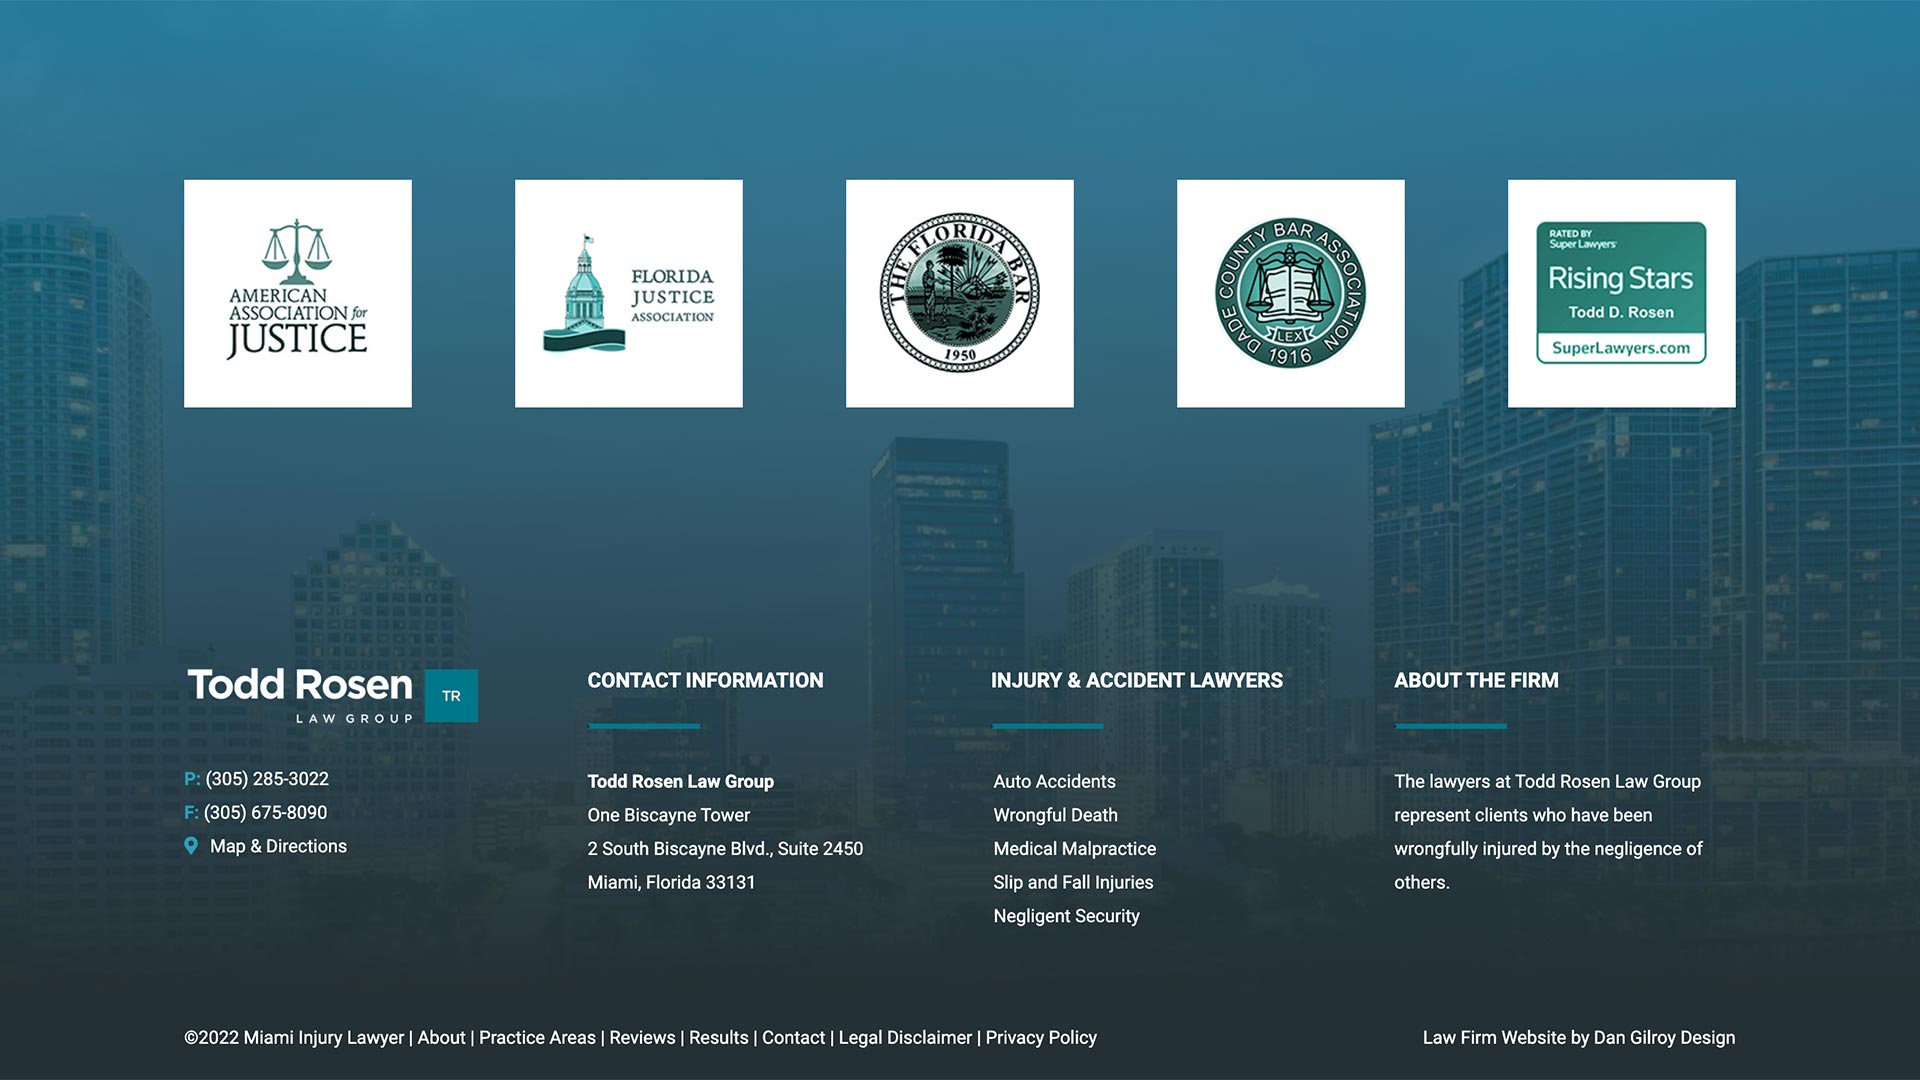 AMERICAN
ASSOCIATION for
JUSTICE
FLORIDA
JUSTICE
ASSOCIATION
THE FLORIDA BAR
1950
DADE COUNTY BAR ASSOCIATION
LEX
1916
RATED BY
Super Lawyers
Rising Stars
Todd D. Rosen
SuperLawyers.com
Todd Rosen
LAW GROUP
TR
P: (305) 285-3022
F: (305) 675-8090
Map & Directions
CONTACT INFORMATION
Todd Rosen Law Group
One Biscayne Tower
2 South Biscayne Blvd., Suite 2450
Miami, Florida 33131
INJURY & ACCIDENT LAWYERS
Auto Accidents
Wrongful Death
Medical Malpractice
Slip and Fall Injuries
Negligent Security
ABOUT THE FIRM
The lawyers at Todd Rosen Law Group
represent clients who have been
wrongfully injured by the negligence of
others.
©2022 Miami Injury Lawyer | About | Practice Areas | Reviews | Results | Contact | Legal Disclaimer | Privacy Policy
Law Firm Website by Dan Gilroy Design